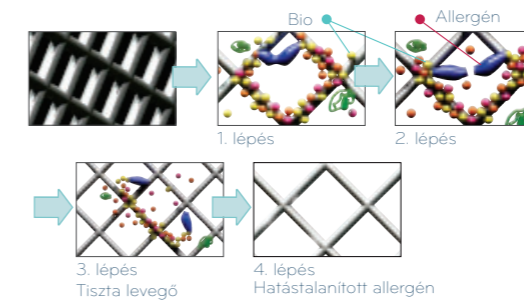 Bio
Allergén
1. lépés
2. lépés
3. lépés
Tiszta levegő
4. lépés
Hatástalanított allergén